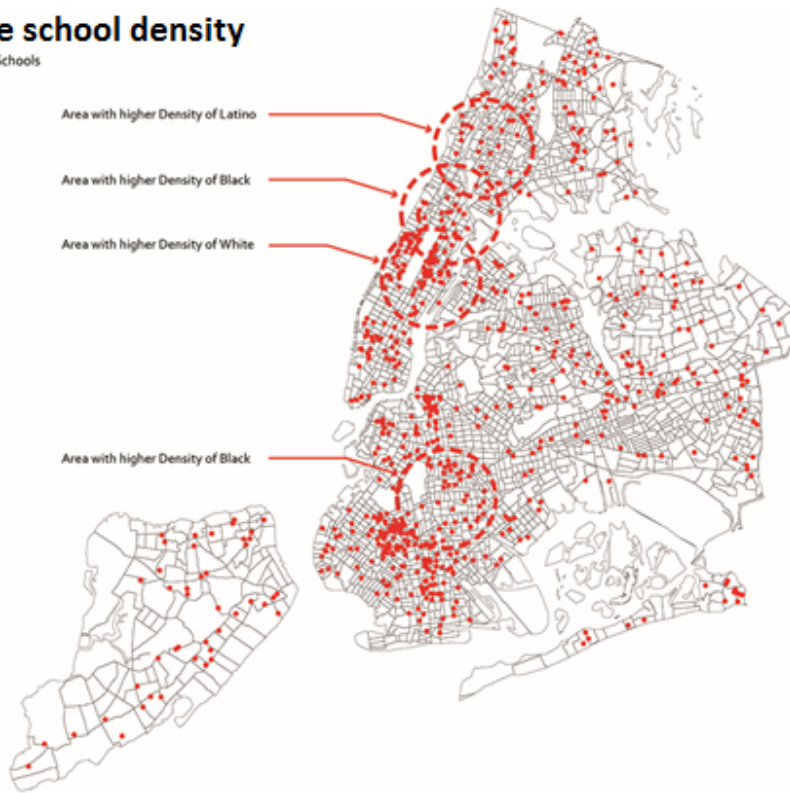 e school density
Schools
Area with higher Density of Latino
Area with higher Density of Black
Area with higher Density of White
Area with higher Density of Black